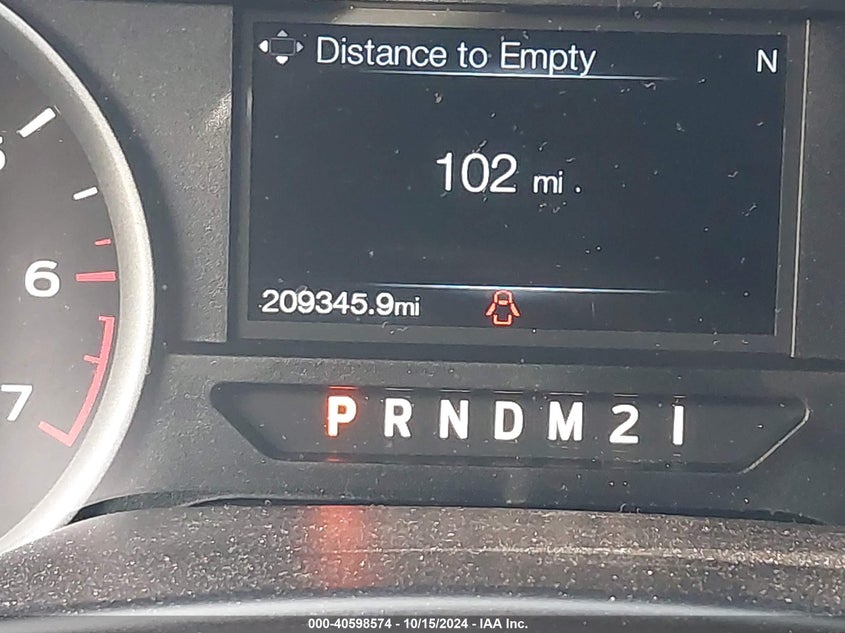 Distance to Empty N
102 mi
209345.9mi
6
7
P R N D M 2 1
000-40598574 - 10/15/2024 - IAA Inc.